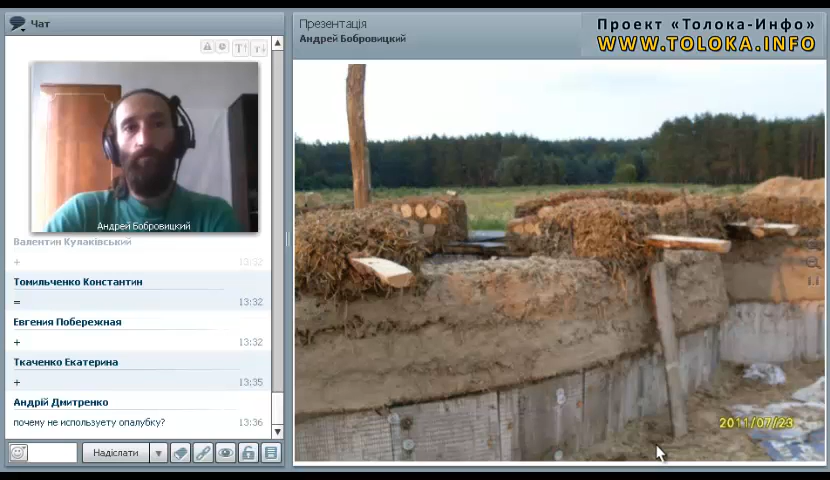 Чат
Андрей Бобровицкий
Валентин Кулаківський
+
13:32
Томильченко Константин
=
13:32
Евгения Побережная
+
13:32
Ткаченко Екатерина
+
13:35
Андрій Дмитренко
почему не используету опалубку?
13:36
Надіслати
Презентація
Андрей Бобровицкий
Проект «Толока-Инфо»
WWW.TOLOKA.INFO
2011/07/23